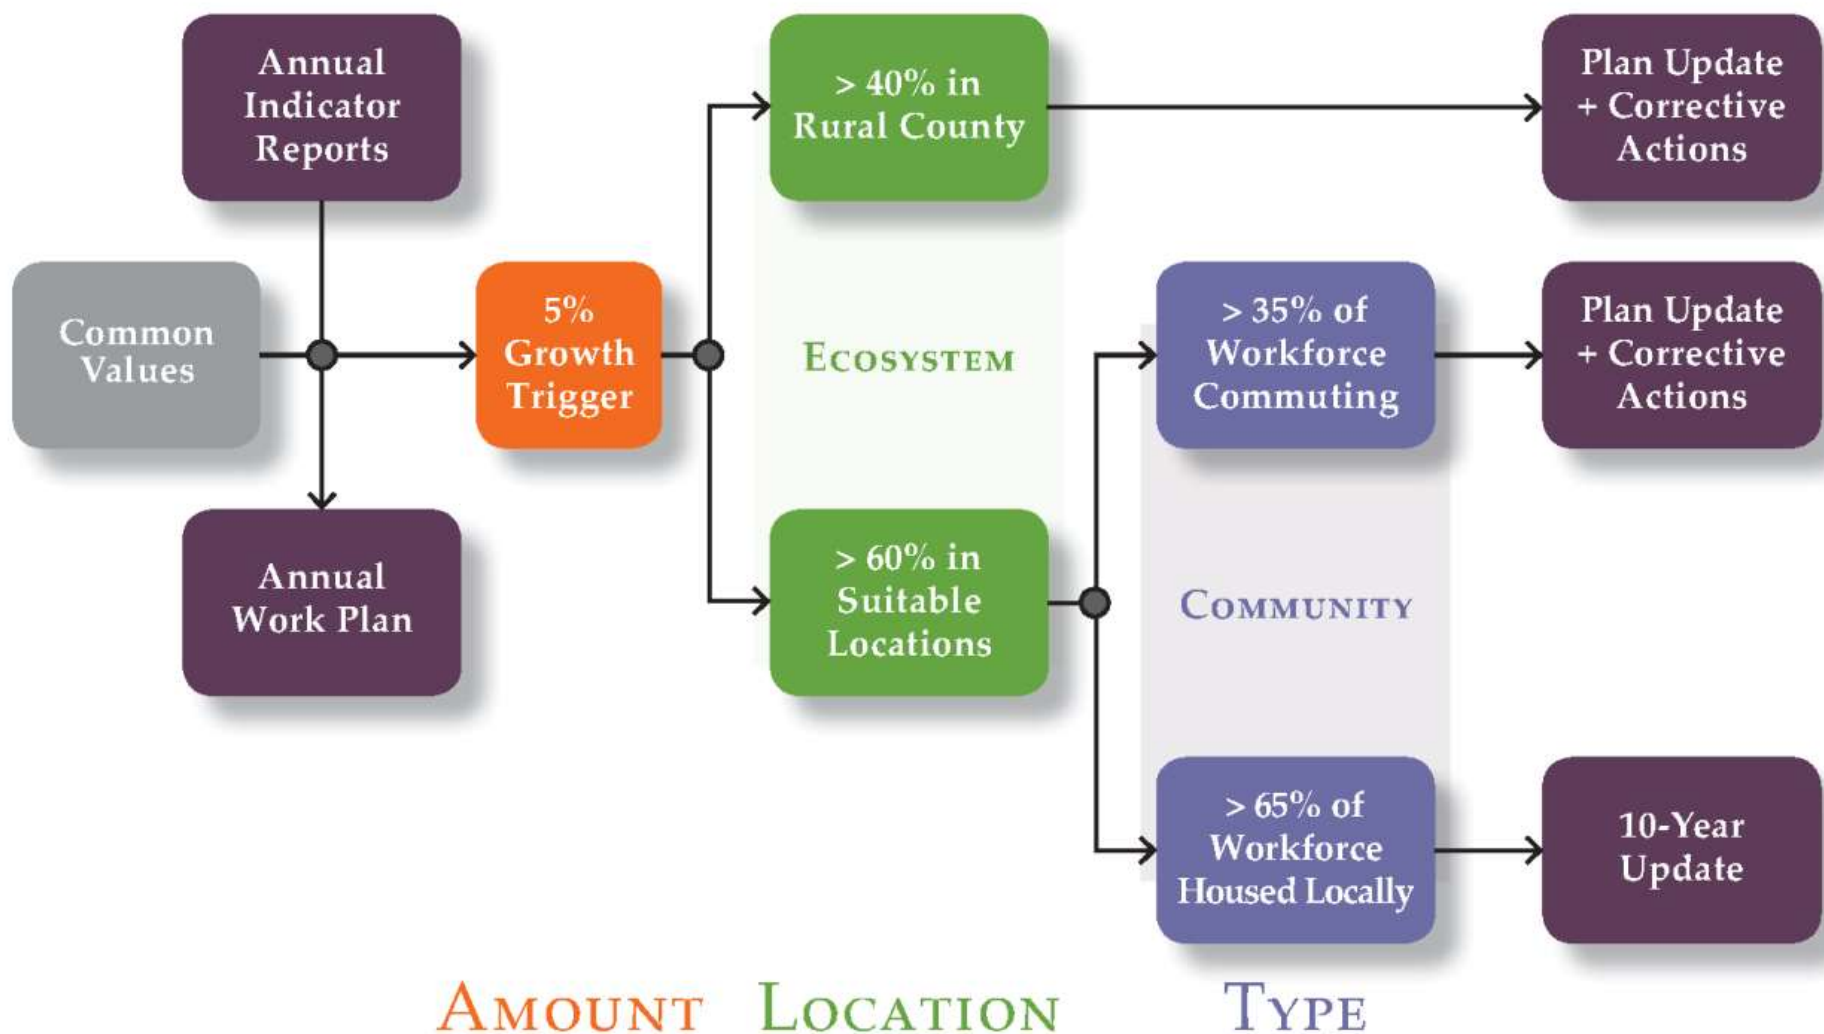 Annual
Indicator
Reports
Common
Values
Annual
Work Plan
5%
Growth
Trigger
> 40% in
Rural County
ECOSYSTEM
> 60% in
Suitable
Locations
> 35% of
Workforce
Commuting
COMMUNITY
> 65% of
Workforce
Housed Locally
Plan Update
+ Corrective
Actions
Plan Update
+ Corrective
Actions
10-Year
Update
AMOUNT LOCATION TYPE